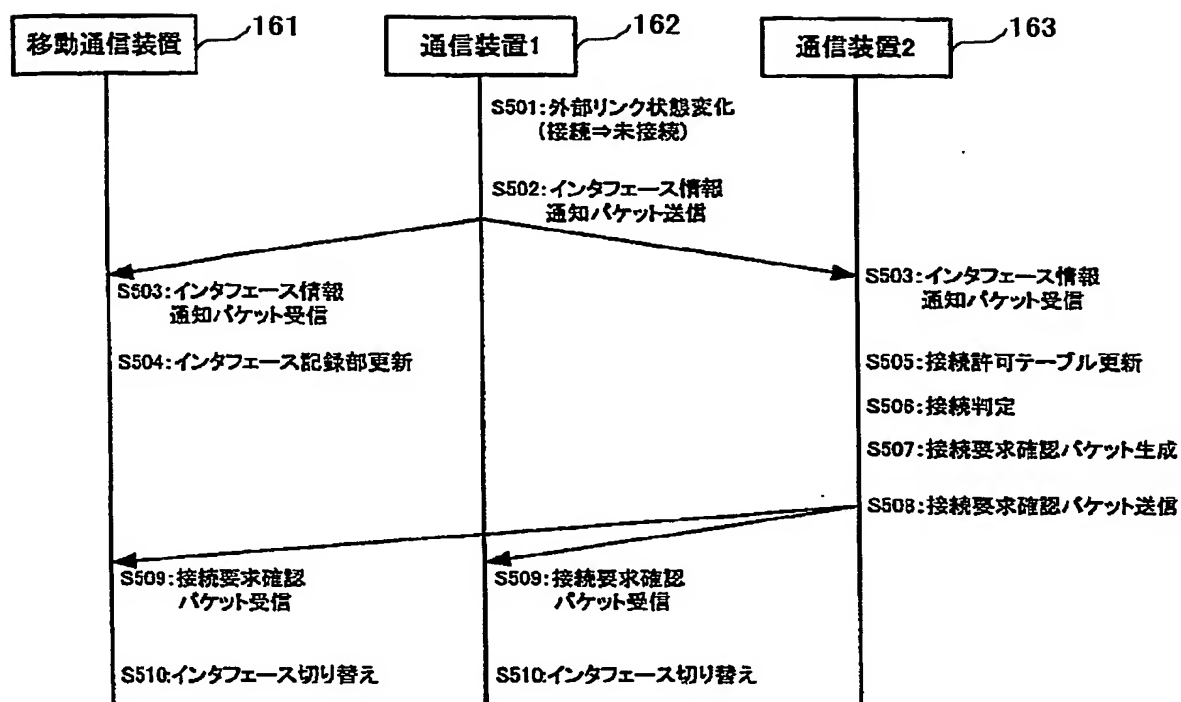 移動通信装置
161
通信装置1
162
通信装置2
163
S501:外部リンク状態変化
(接続⇒未接続)
S502:インタフェース情報
通知パケット送信
S503:インタフェース情報
通知パケット受信
S503:インタフェース情報
通知パケット受信
S504:インタフェース記録部更新
S505:接続許可テーブル更新
S506:接続判定
S507:接続要求確認パケット生成
S508:接続要求確認パケット送信
S509:接続要求確認
パケット受信
S509:接続要求確認
パケット受信
S510:インタフェース切り替え
S510:インタフェース切り替え